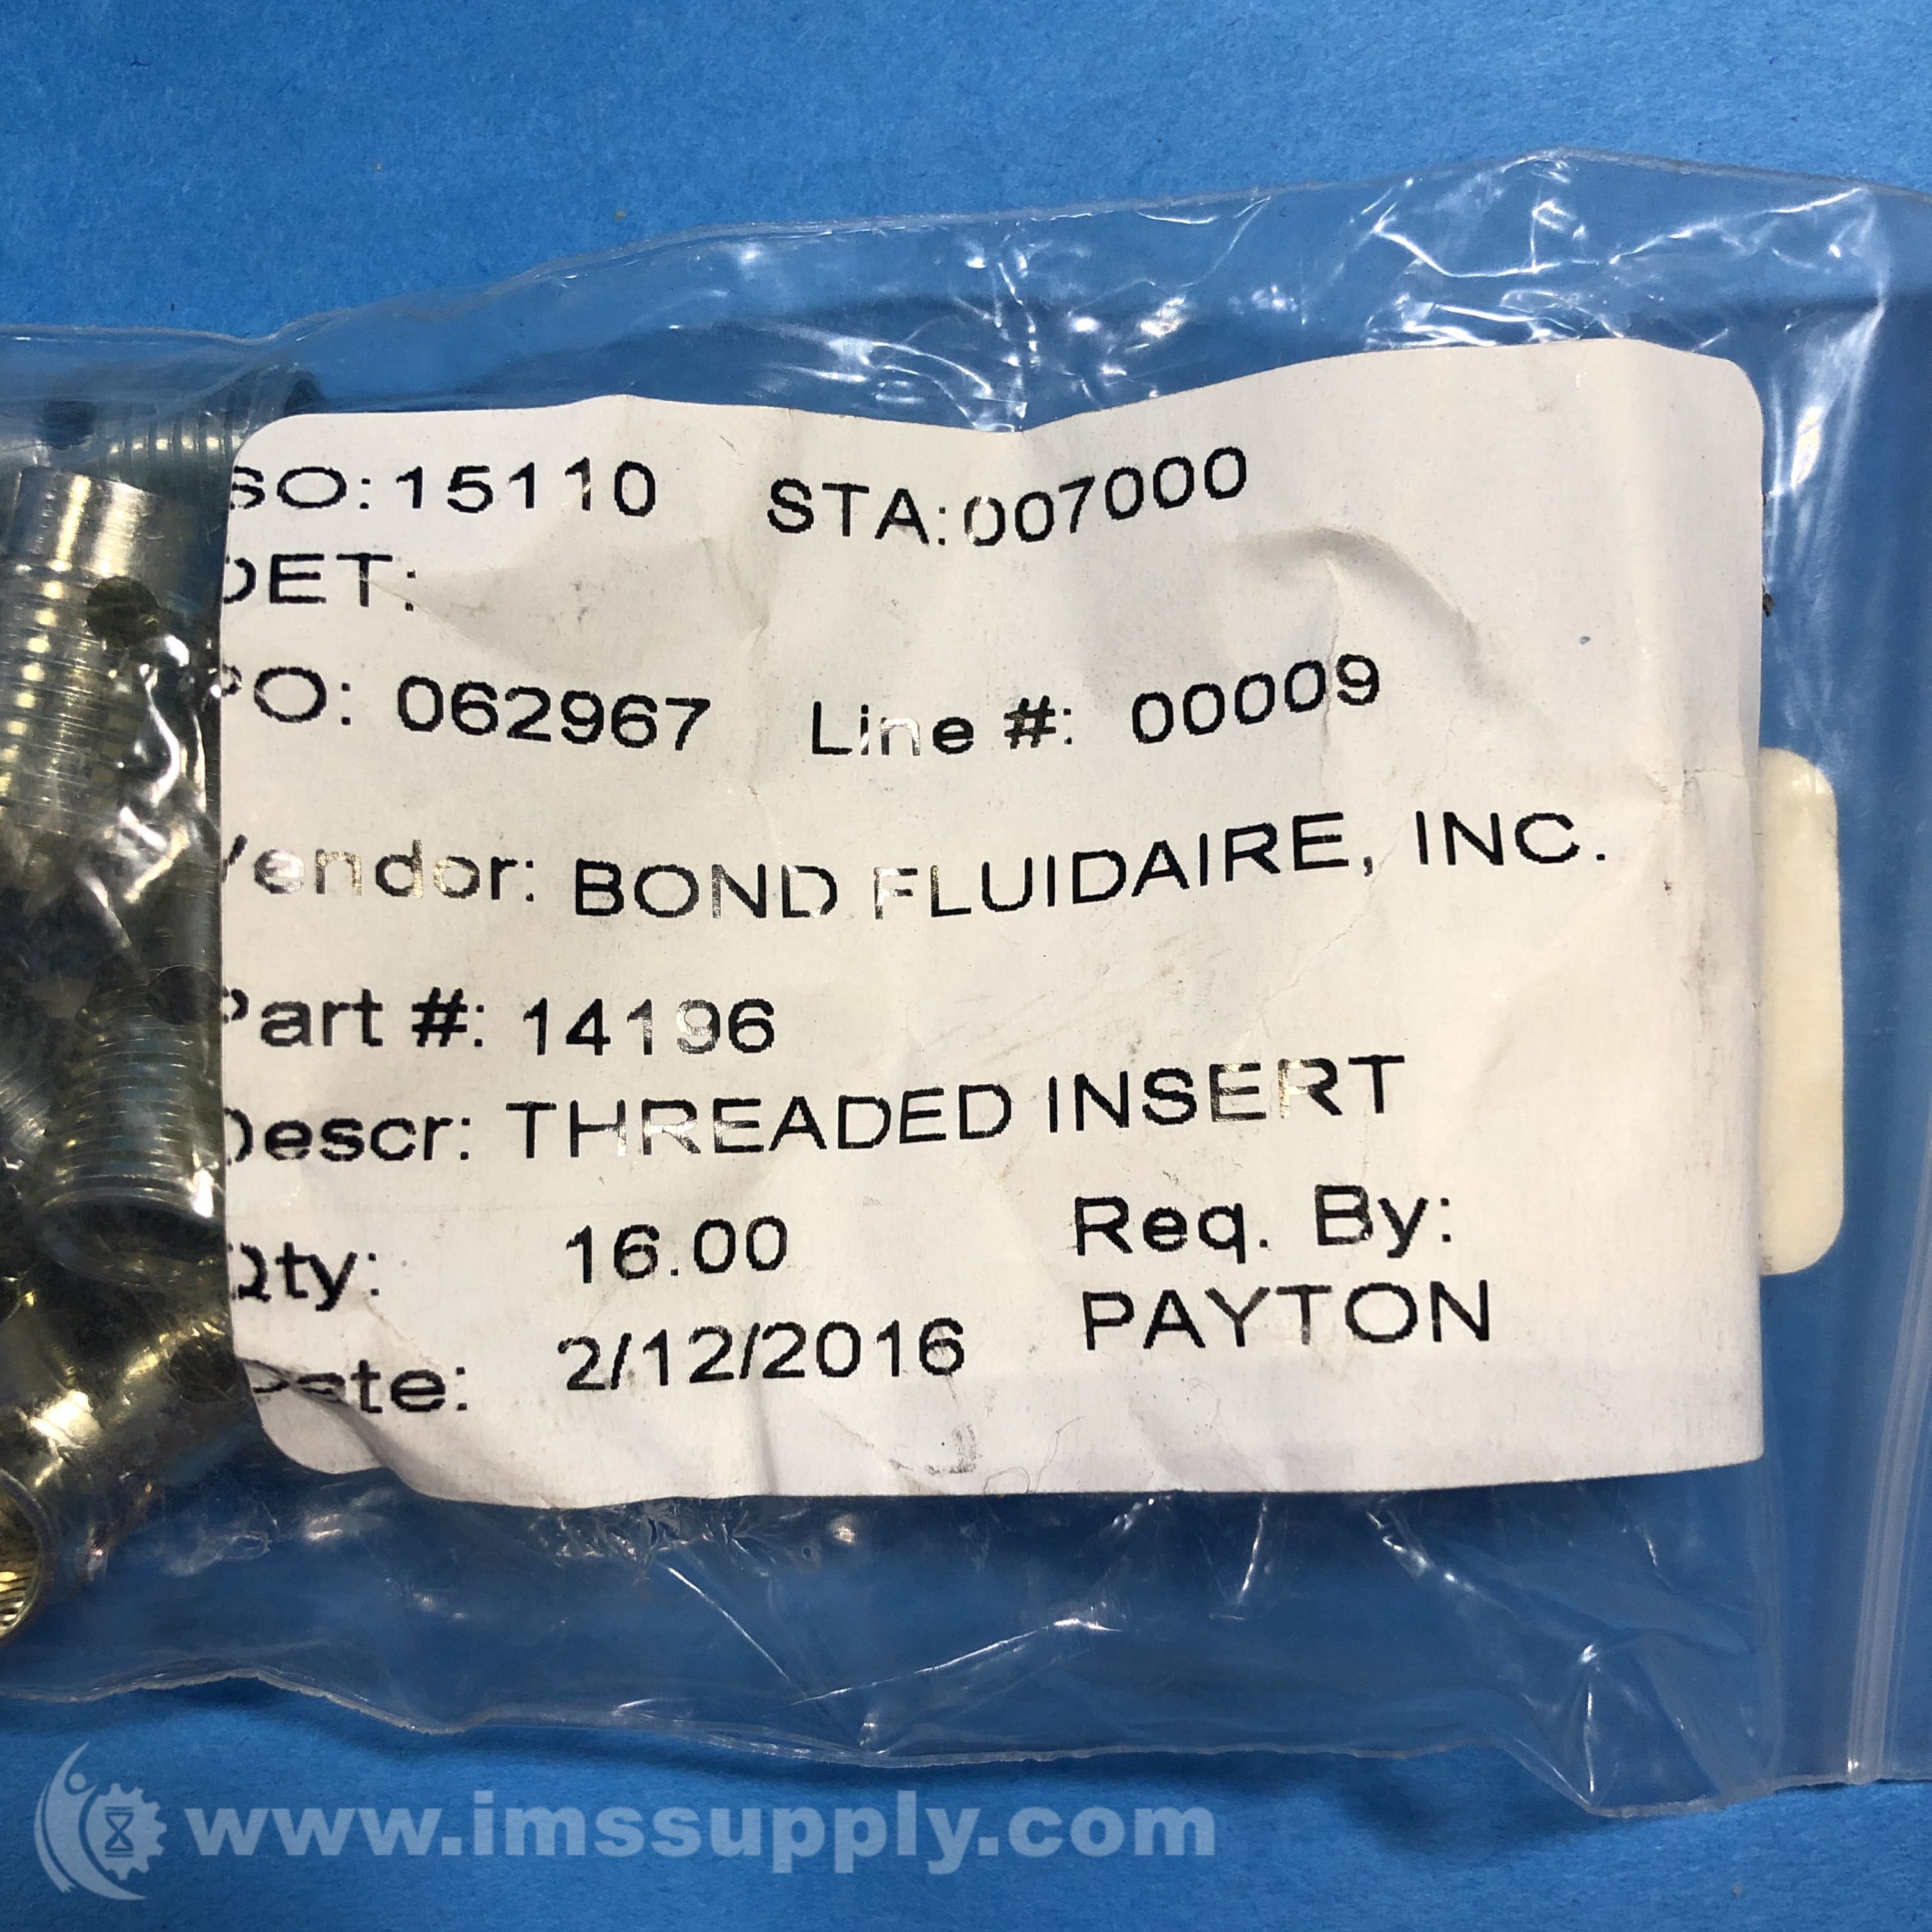 SO: 15110 STA: 007000
DET:
PO: 062967 Line #: 00009
Vendor: BOND FLUIDAIRE, INC.
Part #: 14196
Descr: THREADED INSERT
Qty: 16.00 Req. By:
Date: 2/12/2016 PAYTON
www.imssupply.com